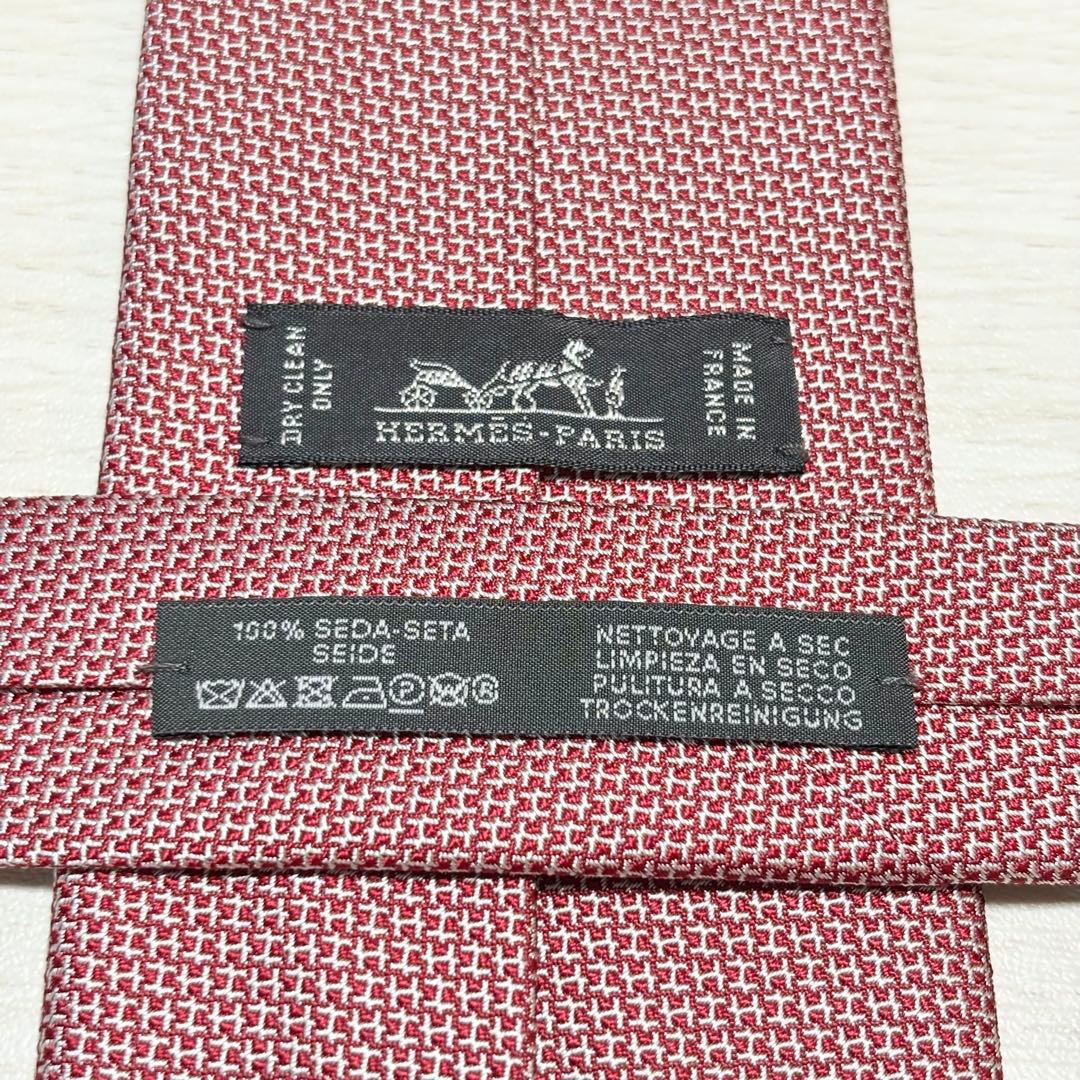 DRY CLEAN
ONLY
HERMÈS-PARIS
MADE IN
FRANCE
100% SEDA-SETA
SEIDE
NETTOYAGE A SEC
LIMPIEZA EN SECO
PULITURA A SECCO
TROCKENREINIGUNG